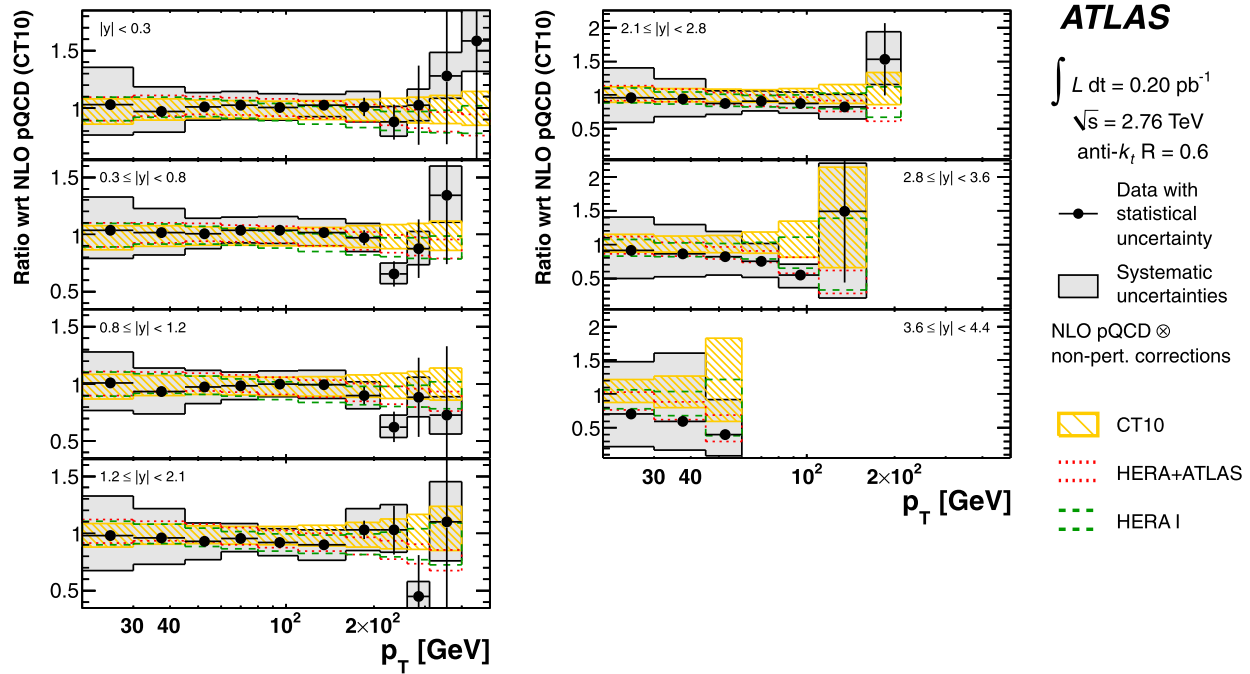 Ratio wrt NLO pQCD (CT10)
|y| < 0.3
1.5
1
0.3 ≤ |y| < 0.8
1.5
1
0.5
0.8 ≤ |y| < 1.2
1.5
1
0.5
1.2 ≤ |y| < 2.1
1.5
1
0.5
30 40 10² 2×10²
p_T [GeV]
Ratio wrt NLO pQCD (CT10)
2.1 ≤ |y| < 2.8
2
1.5
1
0.5
2.8 ≤ |y| < 3.6
2
1.5
1
0.5
3.6 ≤ |y| < 4.4
2
1.5
1
0.5
30 40 10² 2×10²
p_T [GeV]
ATLAS
∫ L dt = 0.20 pb⁻¹
√s = 2.76 TeV
anti-k_t R = 0.6
Data with
statistical
uncertainty
Systematic
uncertainties
NLO pQCD ⊗
non-pert. corrections
CT10
HERA+ATLAS
HERA I